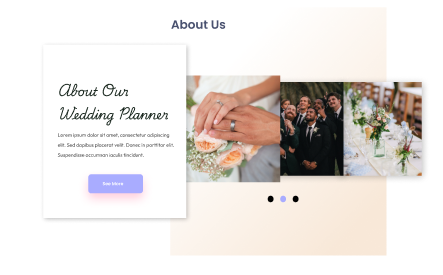 About Us
About Our
Wedding Planner
Lorem ipsum dolor sit amet, consectetur adipiscing
elit. Sed dapibus placerat velit. Donec in porttitor elit.
Suspendisse accumsan iaculis tincidunt.
See More